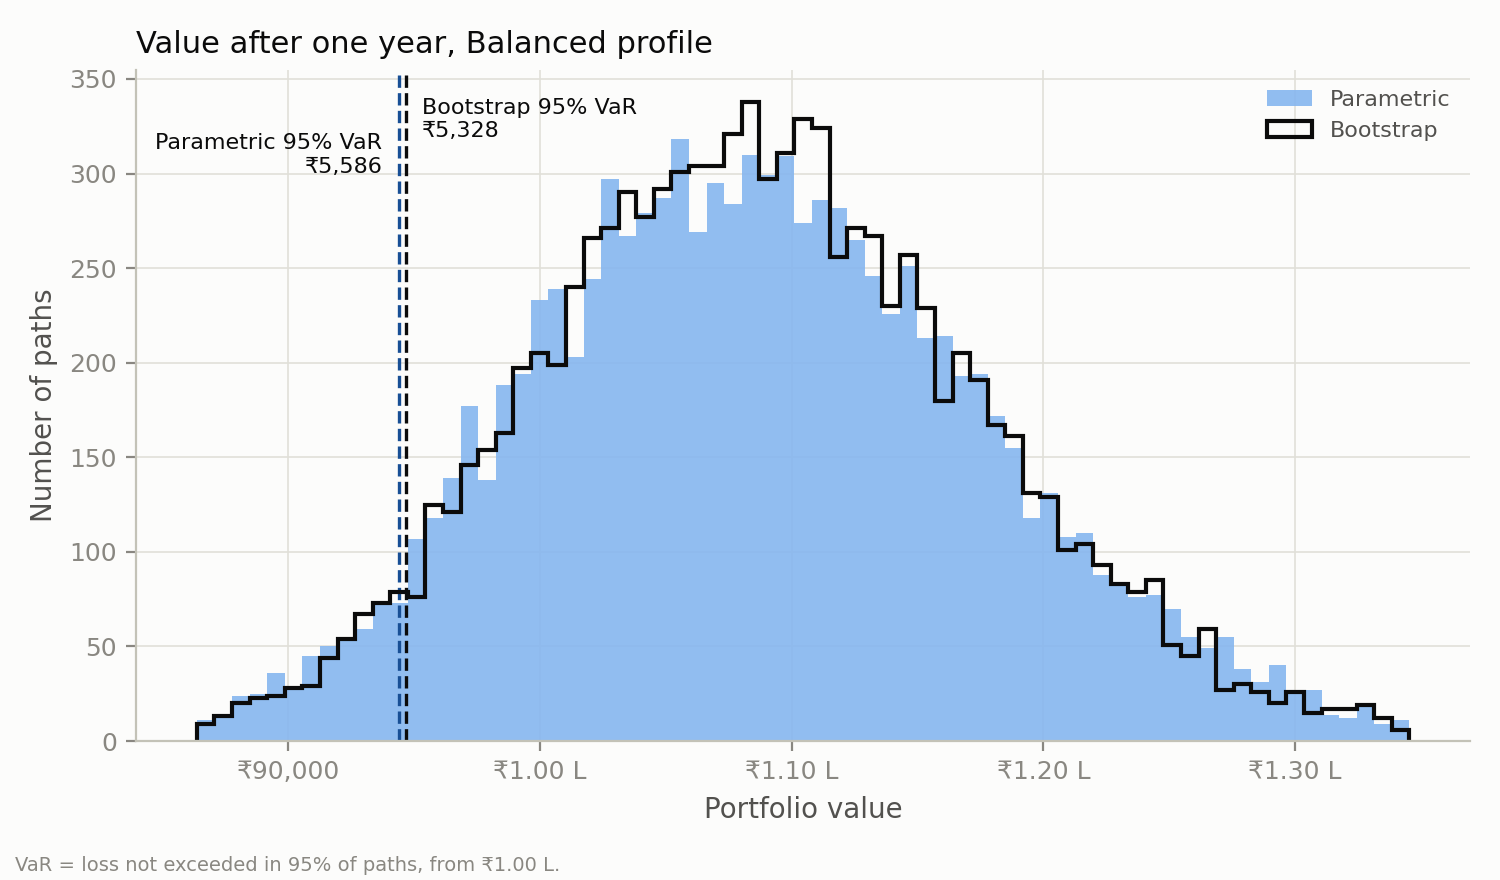 Value after one year, Balanced profile
350
300
250
200
150
100
50
0
Number of paths
Parametric 95% VaR
₹5,586
Bootstrap 95% VaR
₹5,328
Parametric
Bootstrap
₹90,000
₹1.00 L
₹1.10 L
₹1.20 L
₹1.30 L
Portfolio value
VaR = loss not exceeded in 95% of paths, from ₹1.00 L.